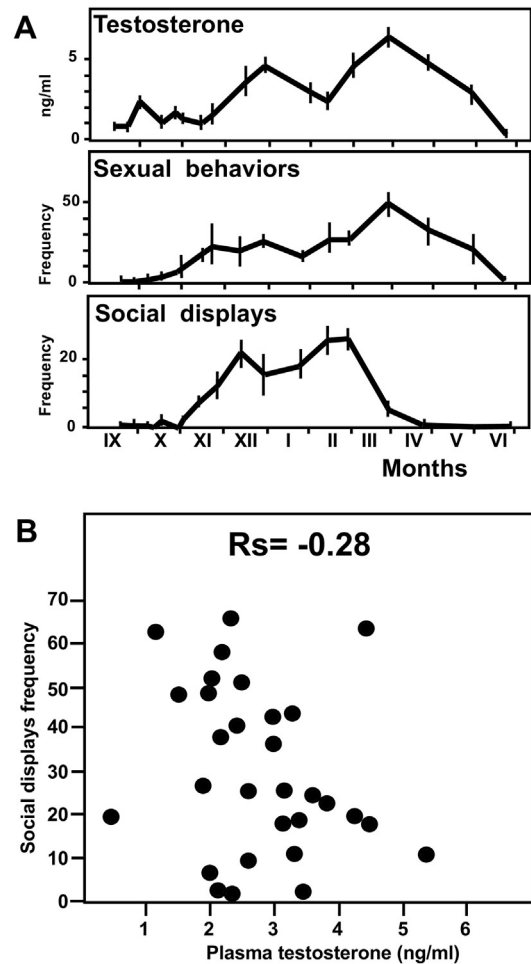 A
Testosterone
ng/ml
5
0
Sexual behaviors
Frequency
50
0
Social displays
Frequency
20
0
IX X XI XII I II III IV V VI
Months
B
Rs= -0.28
Social displays frequency
70
60
50
40
30
20
10
0
1 2 3 4 5 6
Plasma testosterone (ng/ml)